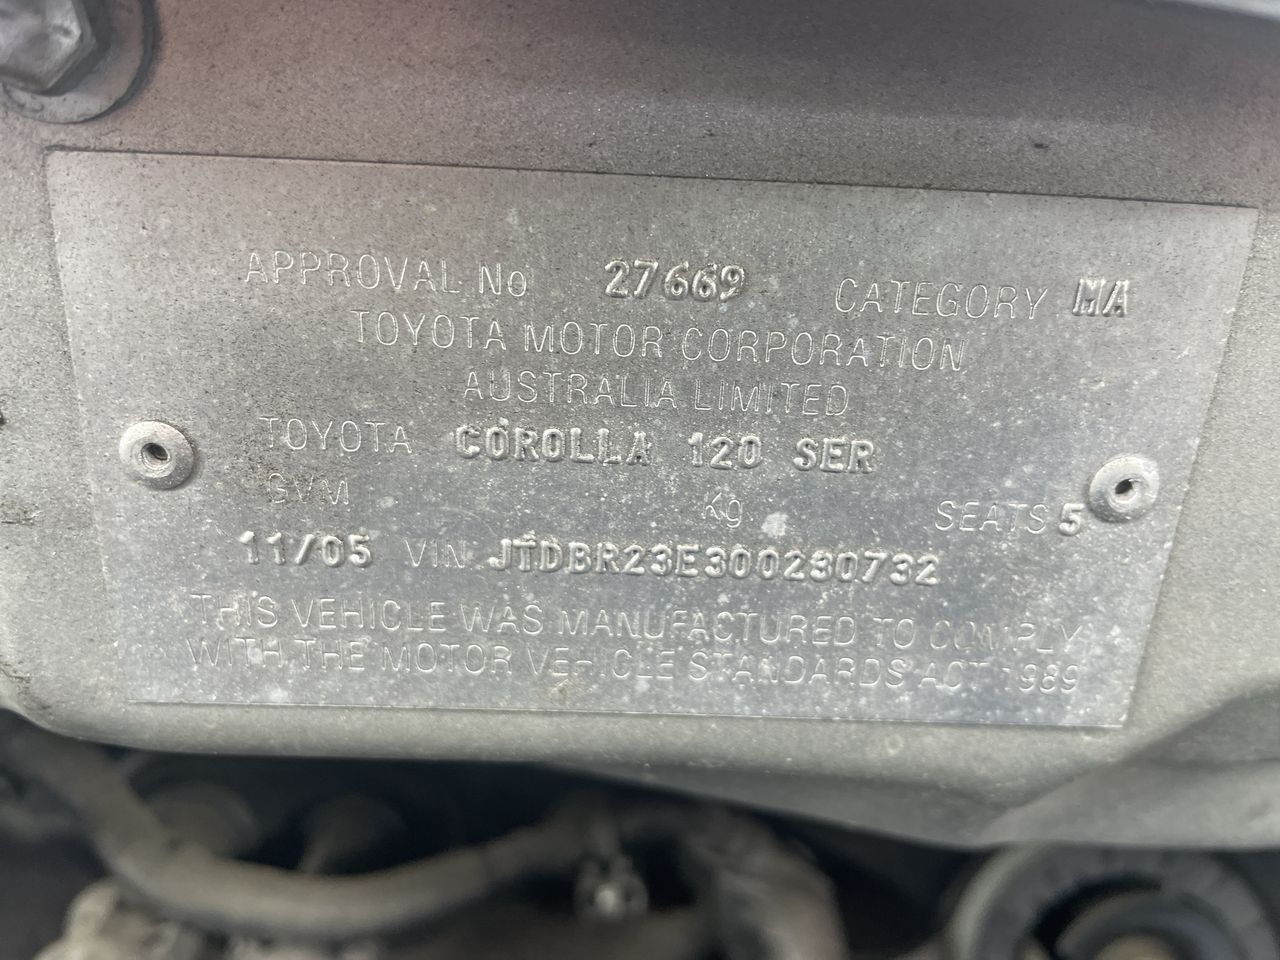 APPROVAL No 27669 CATEGORY MA
TOYOTA MOTOR CORPORATION
AUSTRALIA LIMITED
TOYOTA COROLLA 120 SER
GVM Kg SEATS 5
11/05 VIN JTDBR23E300230732
THIS VEHICLE WAS MANUFACTURED TO COMPLY
WITH THE MOTOR VEHICLE STANDARDS ACT 1989